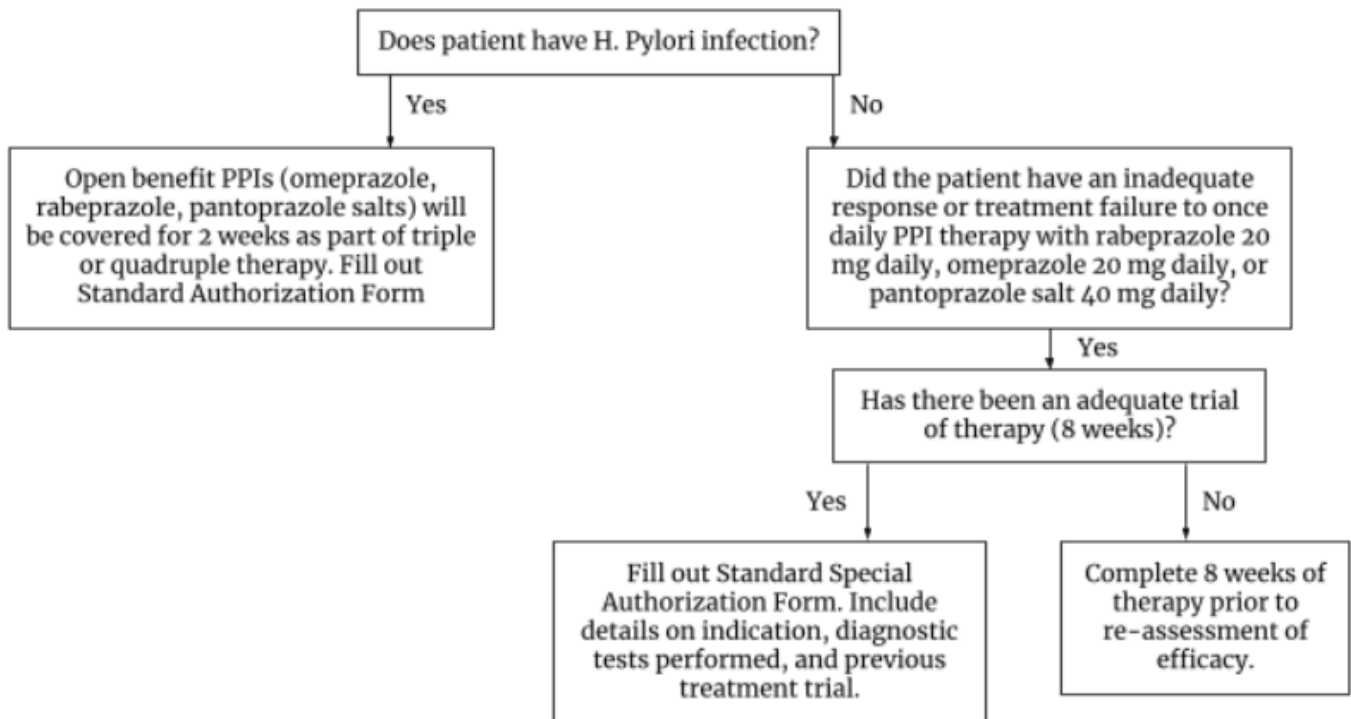 Does patient have H. Pylori infection?
Yes
No
Open benefit PPIs (omeprazole,
rabeprazole, pantoprazole salts) will
be covered for 2 weeks as part of triple
or quadruple therapy. Fill out
Standard Authorization Form
Did the patient have an inadequate
response or treatment failure to once
daily PPI therapy with rabeprazole 20
mg daily, omeprazole 20 mg daily, or
pantoprazole salt 40 mg daily?
Yes
Has there been an adequate trial
of therapy (8 weeks)?
Yes
No
Fill out Standard Special
Authorization Form. Include
details on indication, diagnostic
tests performed, and previous
treatment trial.
Complete 8 weeks of
therapy prior to
re-assessment of
efficacy.